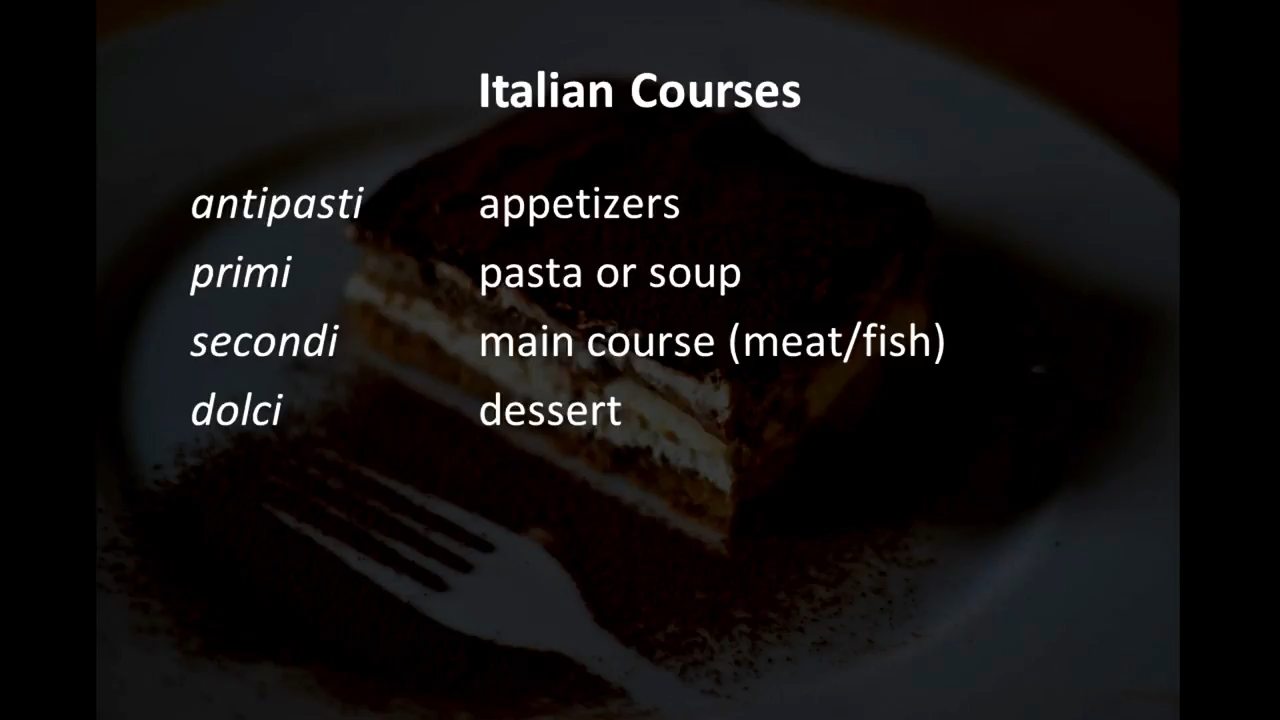 Italian Courses
antipasti appetizers
primi pasta or soup
secondi main course (meat/fish)
dolci dessert